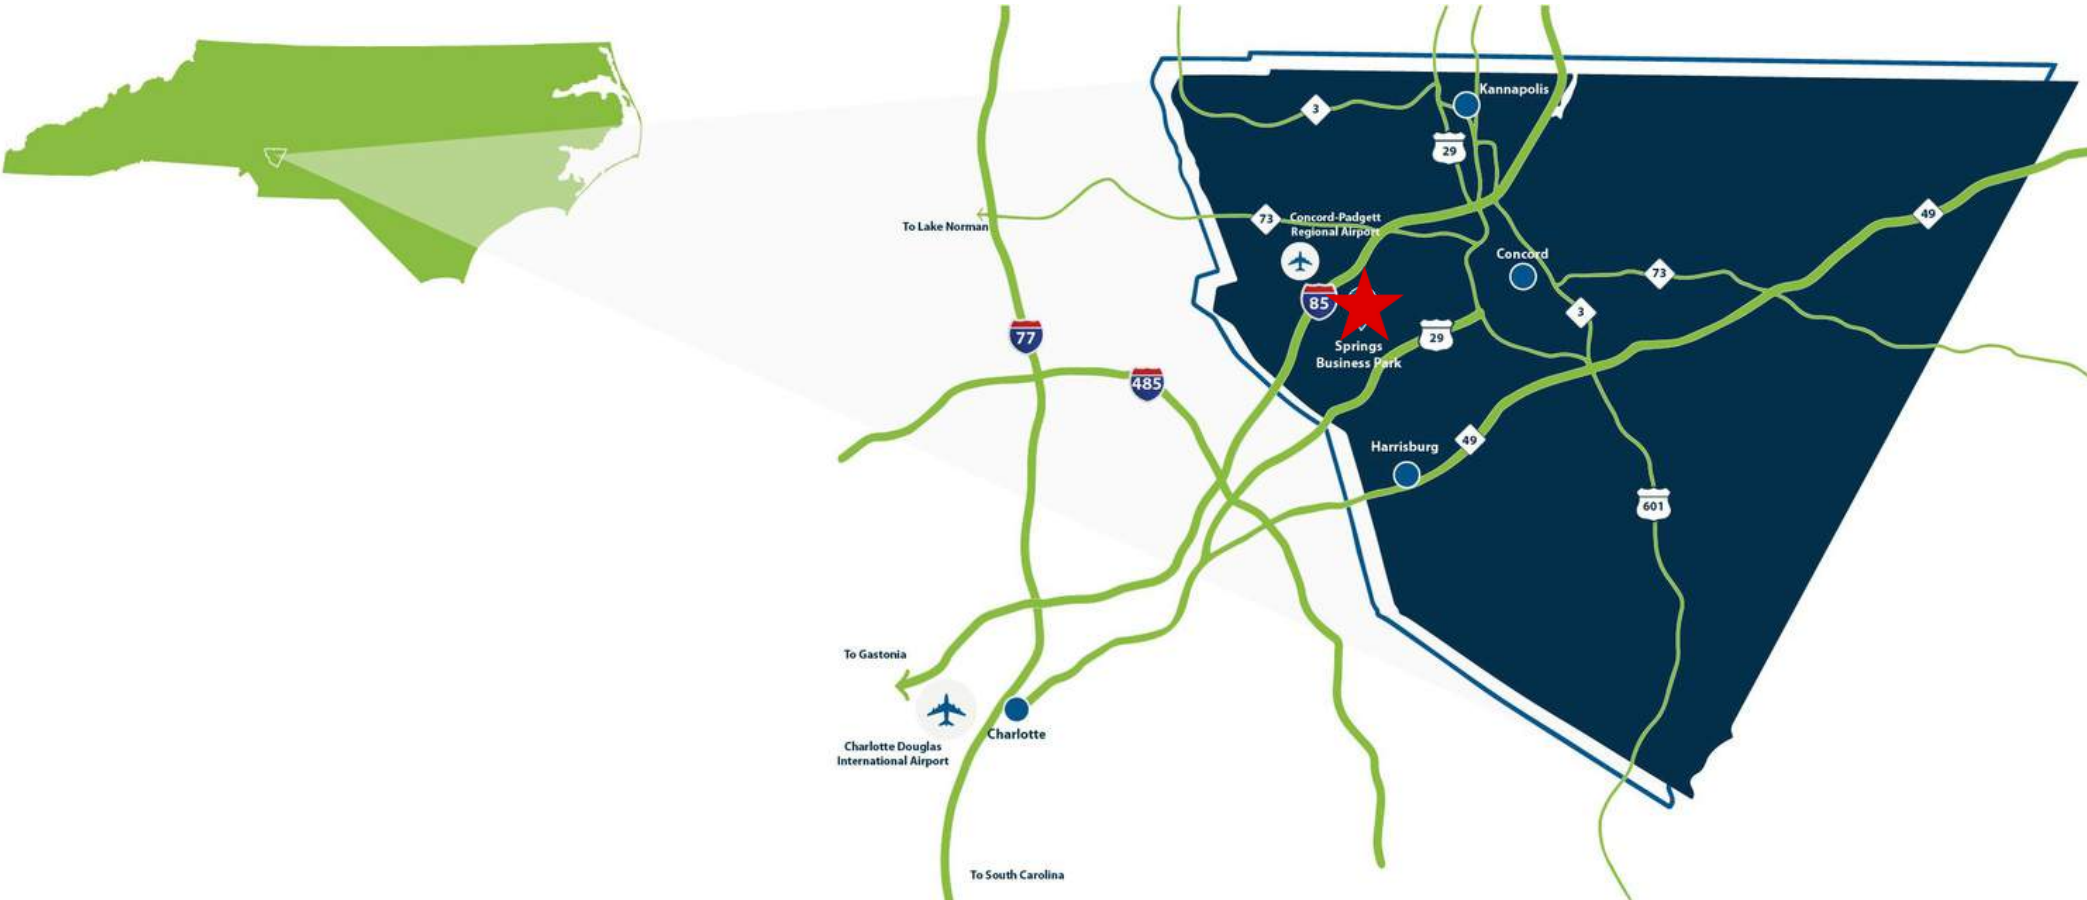 Kannapolis
3
29
49
To Lake Norman
73
Concord-Padgett
Regional Airport
Concord
73
85
3
77
29
Springs
Business Park
485
Harrisburg
49
601
To Gastonia
Charlotte
Charlotte Douglas
International Airport
To South Carolina